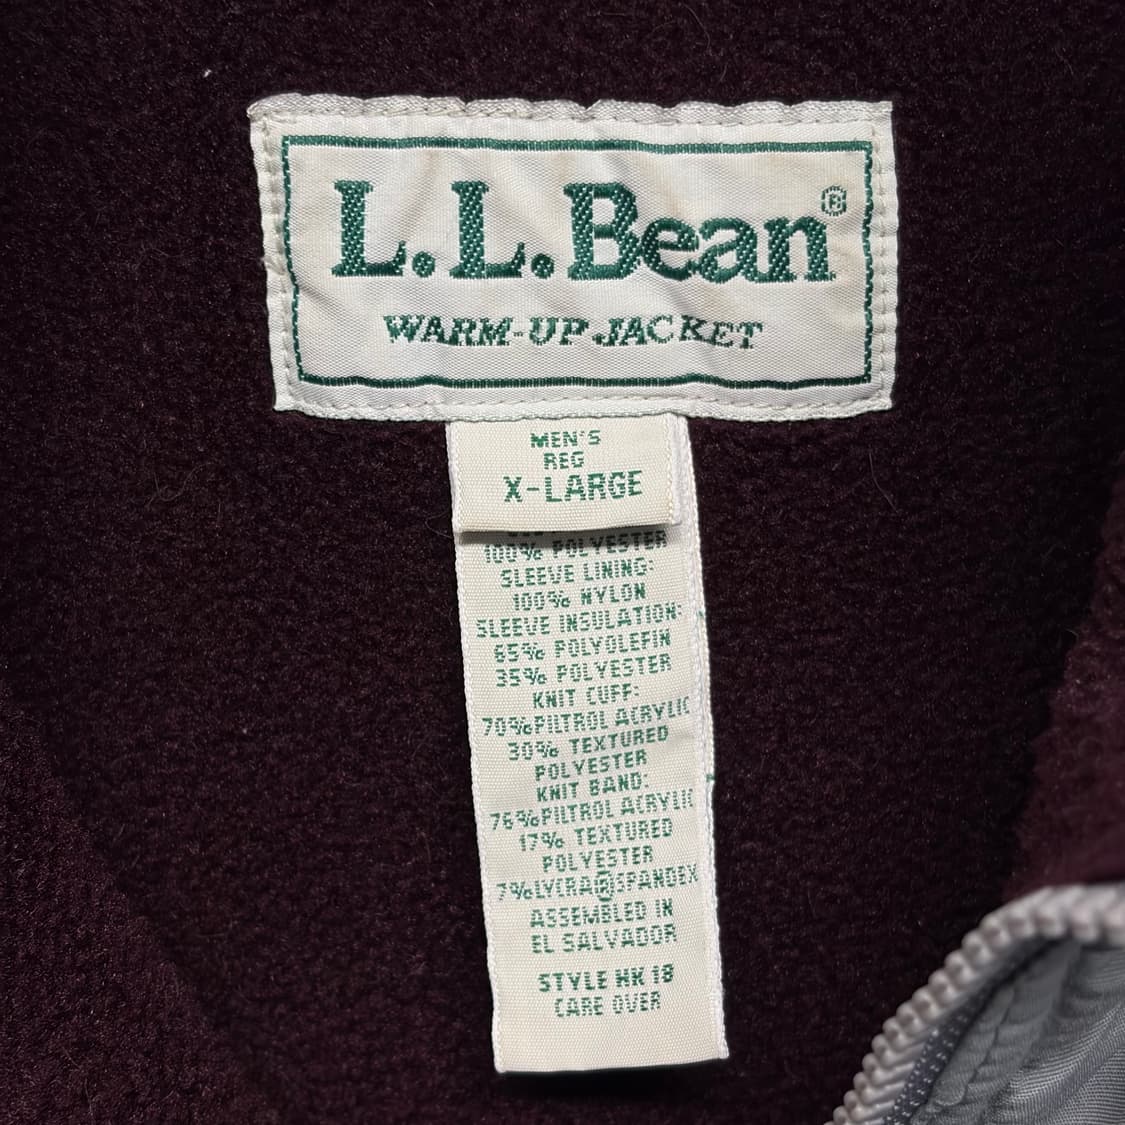 L.L.Bean®
WARM-UP JACKET
MEN'S
REG
X-LARGE
100% POLYESTER
SLEEVE LINING:
100% NYLON
SLEEVE INSULATION:
65% POLYOLEFIN
35% POLYESTER
KNIT CUFF:
70%PILTROL ACRYLIC
30% TEXTURED
POLYESTER
KNIT BAND:
76%PILTROL ACRYLIC
17% TEXTURED
POLYESTER
7%LYCRA®SPANDEX
ASSEMBLED IN
EL SALVADOR
STYLE HK 18
CARE OVER